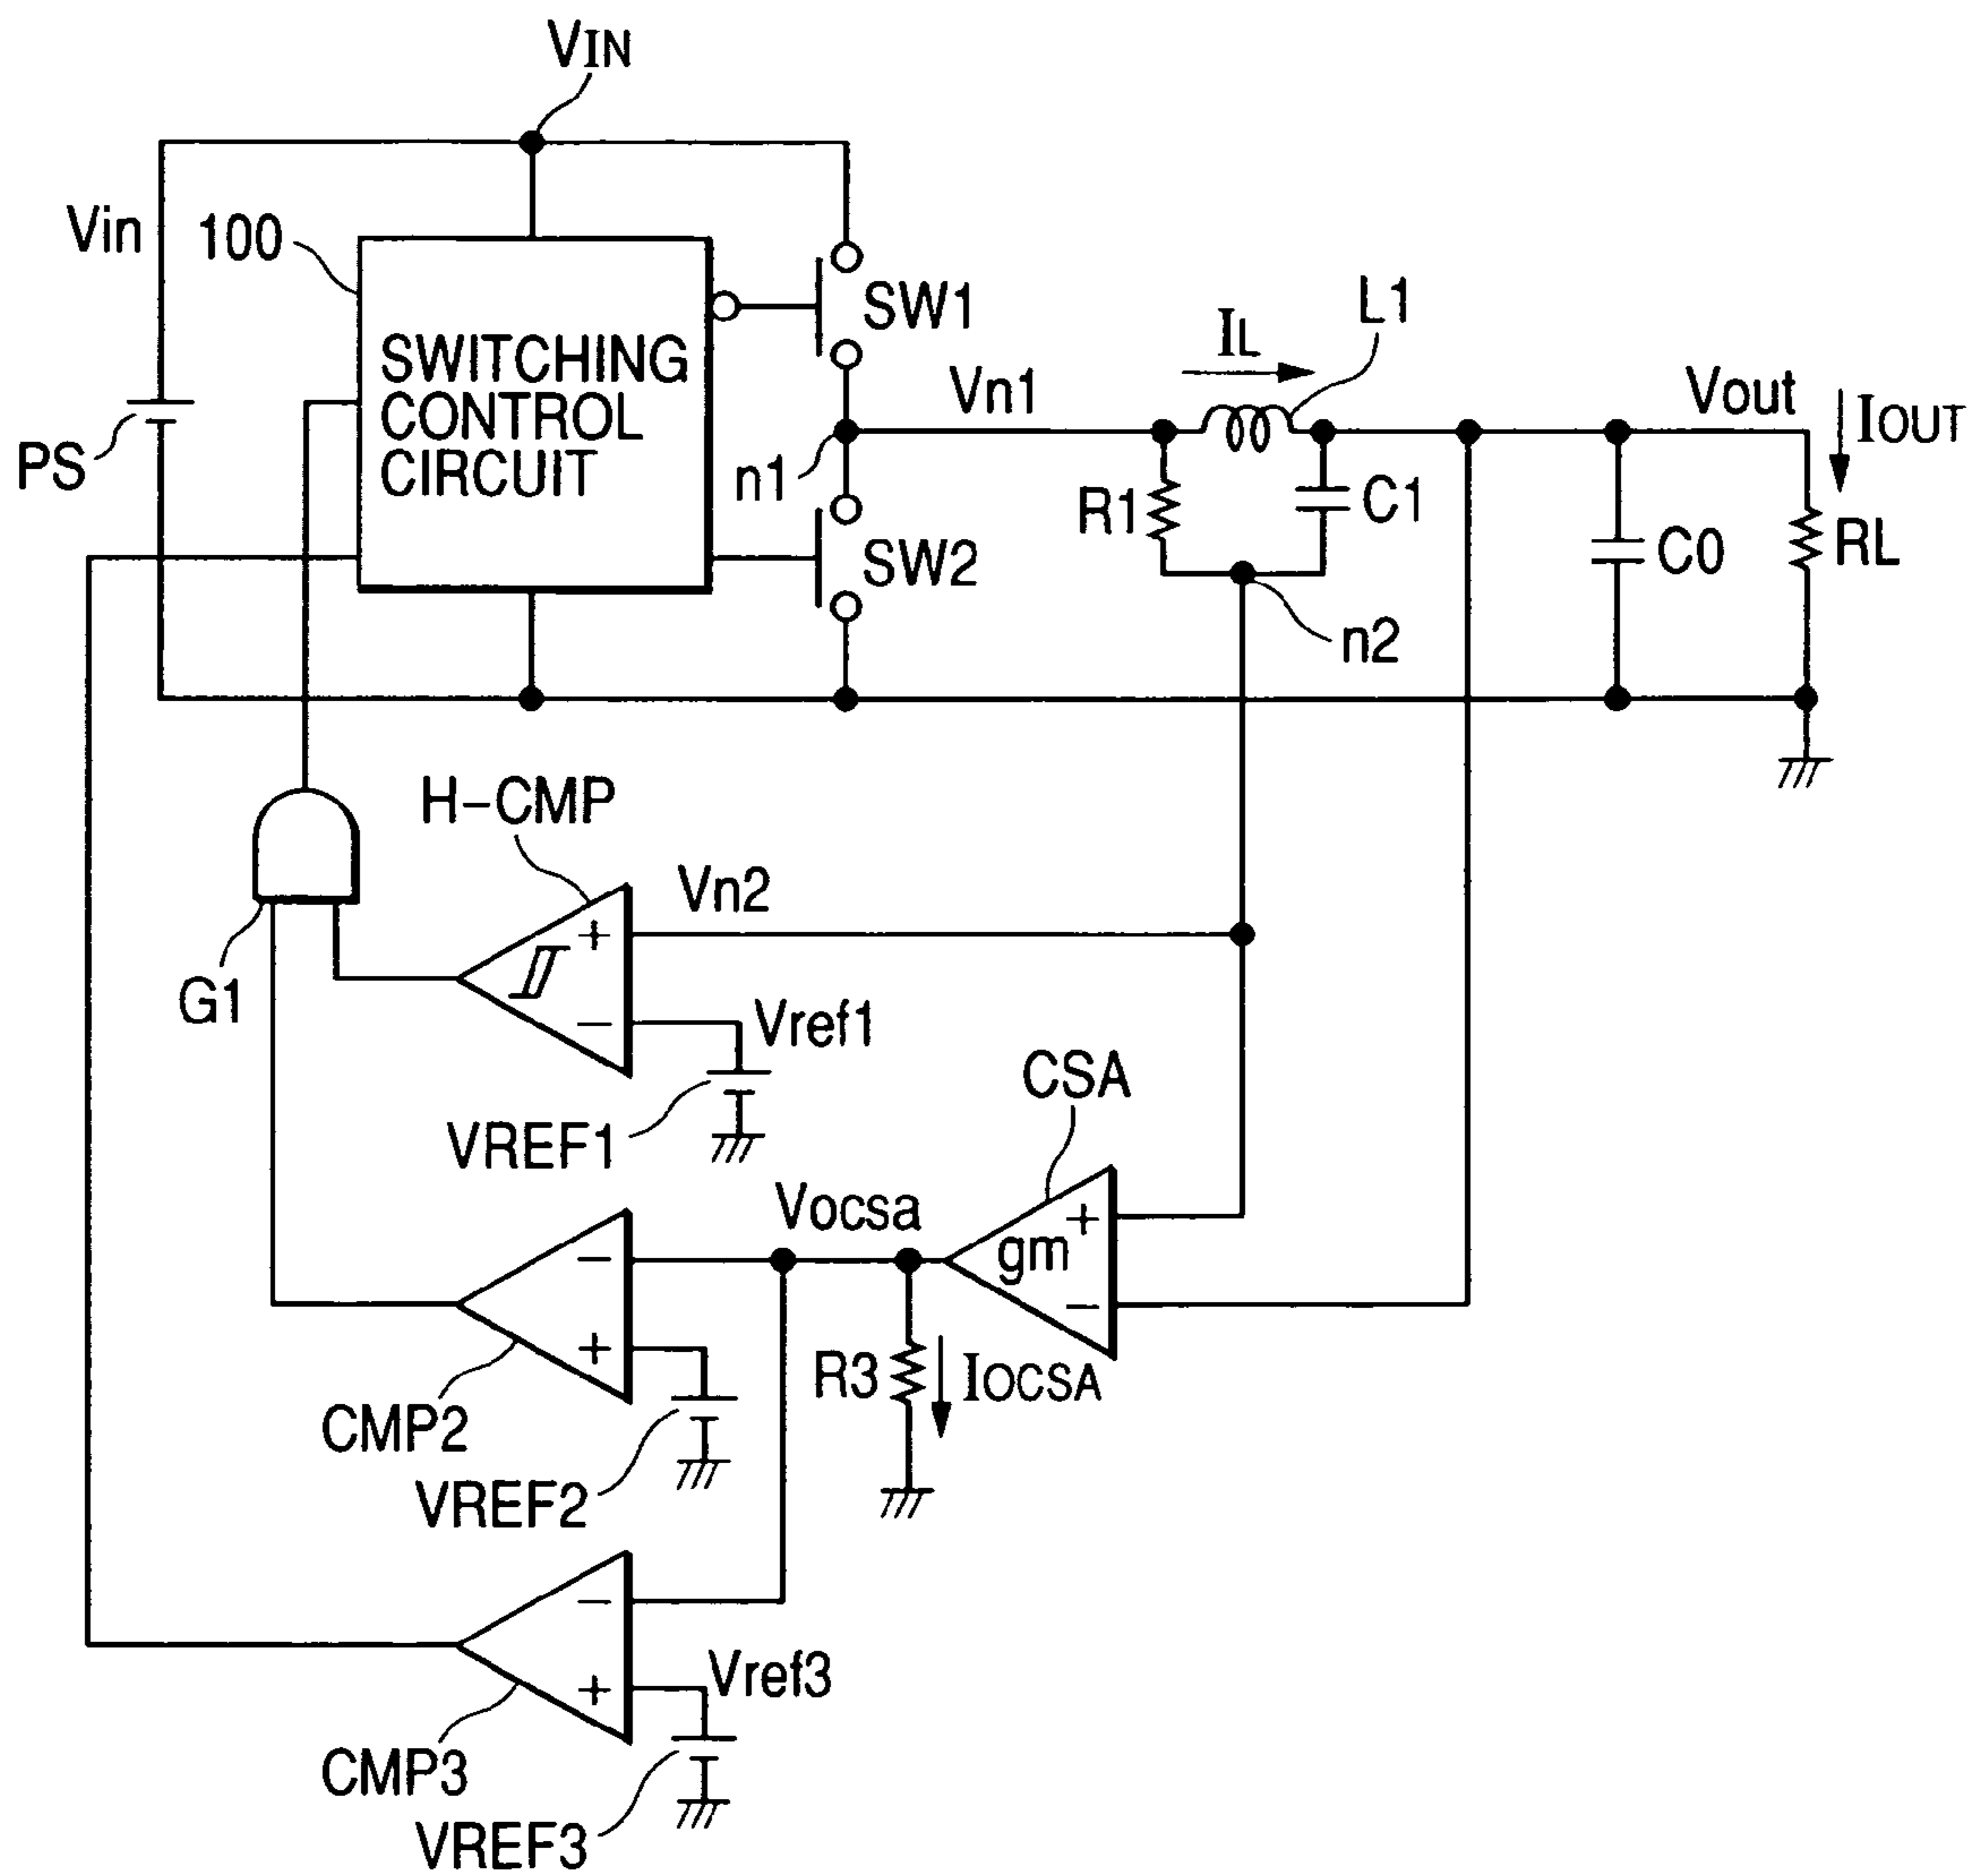 VIN
Vin
100
SWITCHING
CONTROL
CIRCUIT
SW1
SW2
PS
n1
Vn1
IL
L1
R1
C1
n2
Vout
IOUT
C0
RL
H-CMP
+
−
Vn2
G1
Vref1
VREF1
CSA
gm
+
−
Vocsa
−
+
R3
IOCSA
CMP2
VREF2
−
+
Vref3
CMP3
VREF3